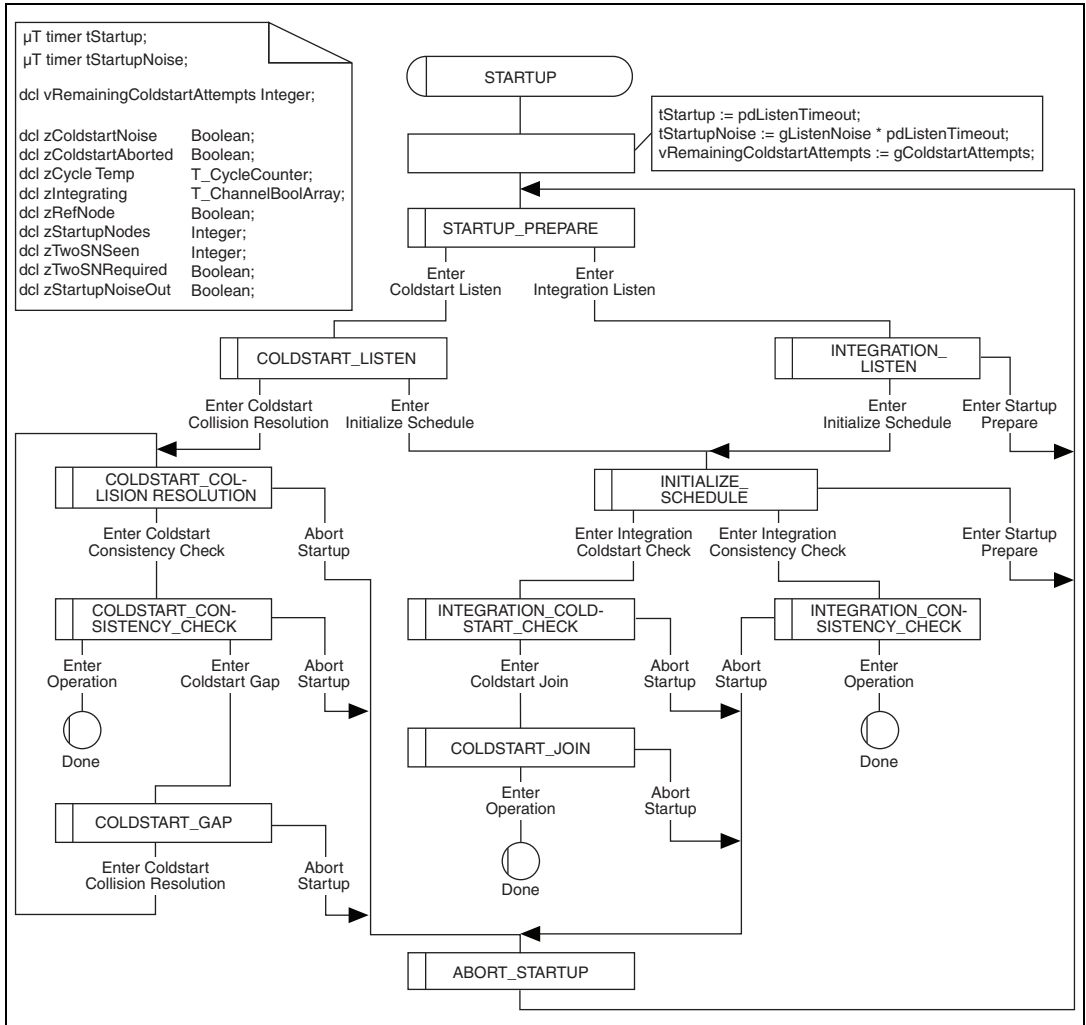 µT timer tStartup;
µT timer tStartupNoise;
dcl vRemainingColdstartAttempts Integer;
dcl zColdstartNoise Boolean;
dcl zColdstartAborted Boolean;
dcl zCycle Temp T_CycleCounter;
dcl zIntegrating T_ChannelBoolArray;
dcl zRefNode Boolean;
dcl zStartupNodes Integer;
dcl zTwoSNSeen Integer;
dcl zTwoSNRequired Boolean;
dcl zStartupNoiseOut Boolean;
STARTUP
tStartup := pdListenTimeout;
tStartupNoise := gListenNoise * pdListenTimeout;
vRemainingColdstartAttempts := gColdstartAttempts;
STARTUP_PREPARE
Enter
Coldstart Listen
Enter
Integration Listen
COLDSTART_LISTEN
INTEGRATION_
LISTEN
Enter Coldstart
Collision Resolution
Enter
Initialize Schedule
Enter
Initialize Schedule
Enter Startup
Prepare
COLDSTART_COL-
LISION RESOLUTION
INITIALIZE_
SCHEDULE
Enter Coldstart
Consistency Check
Abort
Startup
Enter Integration
Coldstart Check
Enter Integration
Consistency Check
Enter Startup
Prepare
COLDSTART_CON-
SISTENCY_CHECK
INTEGRATION_COLD-
START_CHECK
INTEGRATION_CON-
SISTENCY_CHECK
Enter
Operation
Enter
Coldstart Gap
Abort
Startup
Enter
Coldstart Join
Abort
Startup
Abort
Startup
Enter
Operation
Done
COLDSTART_JOIN
Done
Enter
Operation
Abort
Startup
COLDSTART_GAP
Enter Coldstart
Collision Resolution
Abort
Startup
Done
ABORT_STARTUP